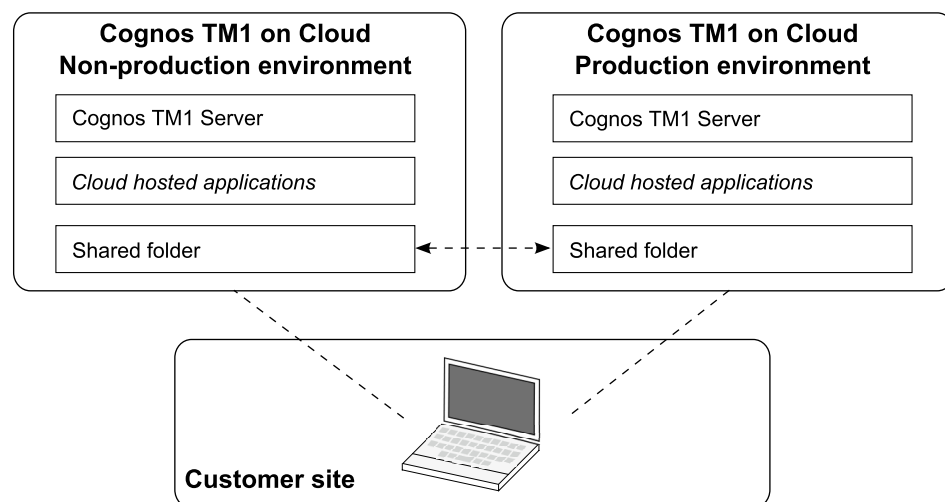 Cognos TM1 on Cloud
Non-production environment
Cognos TM1 Server
Cloud hosted applications
Shared folder
Cognos TM1 on Cloud
Production environment
Cognos TM1 Server
Cloud hosted applications
Shared folder
Customer site